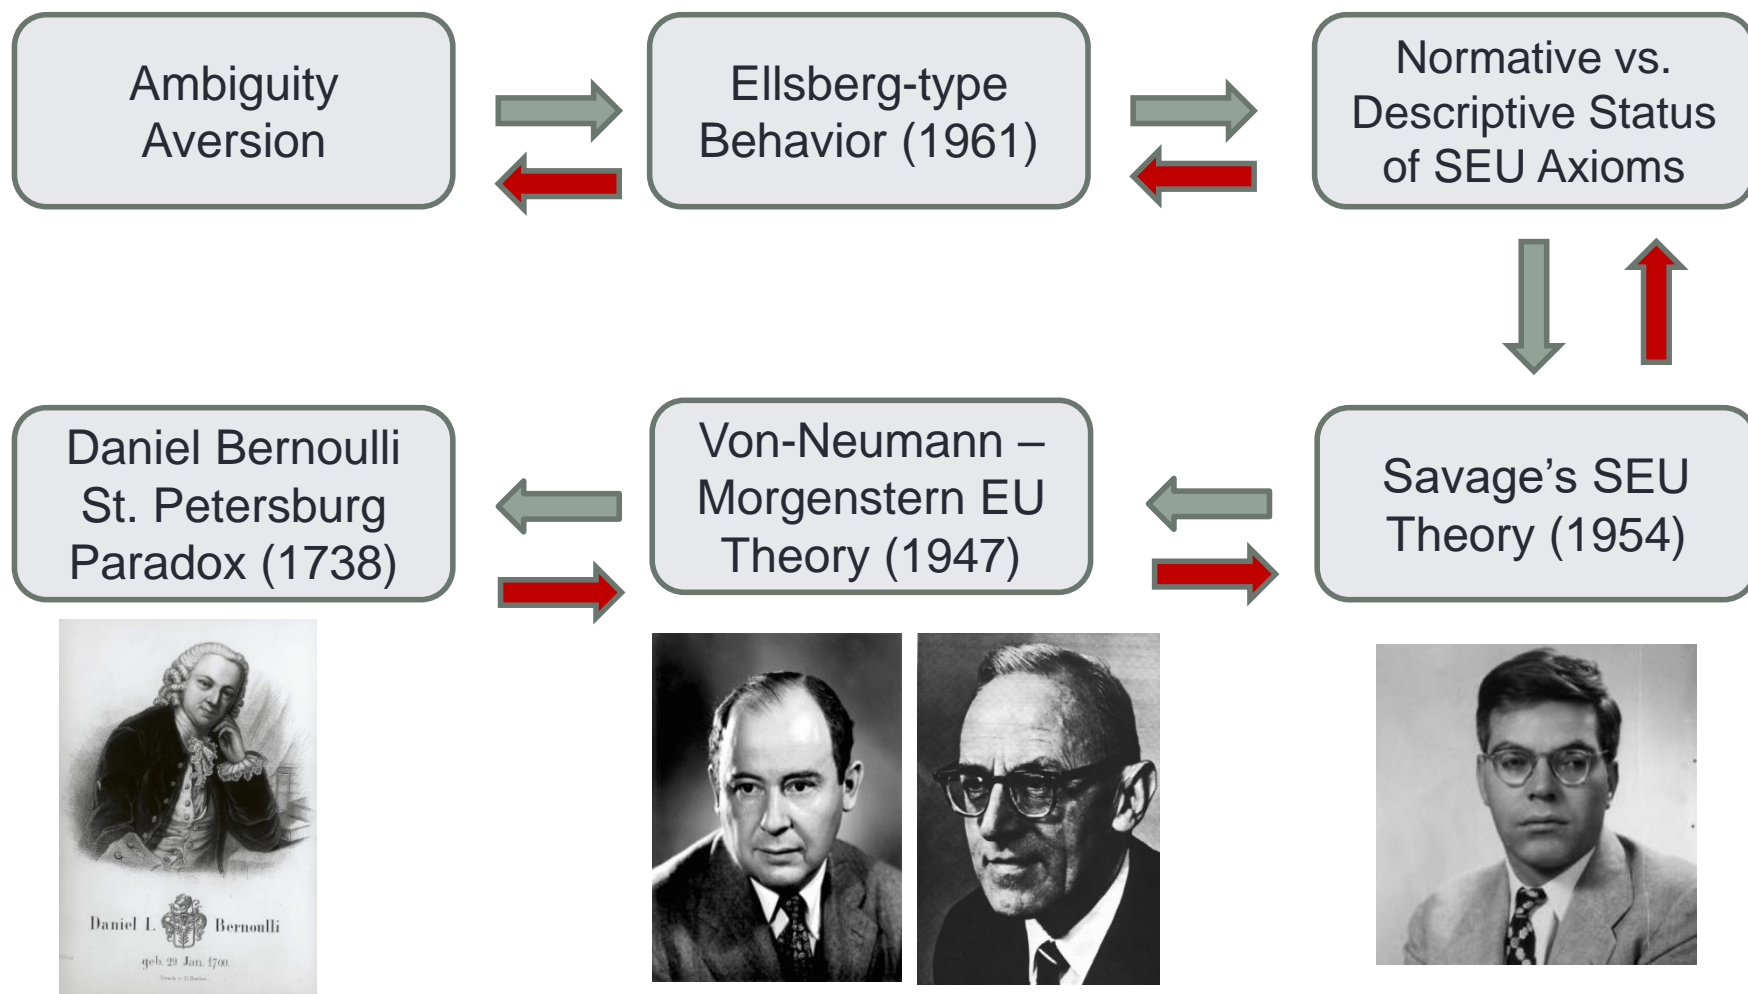 Ambiguity
Aversion
Ellsberg-type
Behavior (1961)
Normative vs.
Descriptive Status
of SEU Axioms
Daniel Bernoulli
St. Petersburg
Paradox (1738)
Von-Neumann –
Morgenstern EU
Theory (1947)
Savage’s SEU
Theory (1954)
Daniel I. Bernoulli
geb. 29 Jan. 1700.